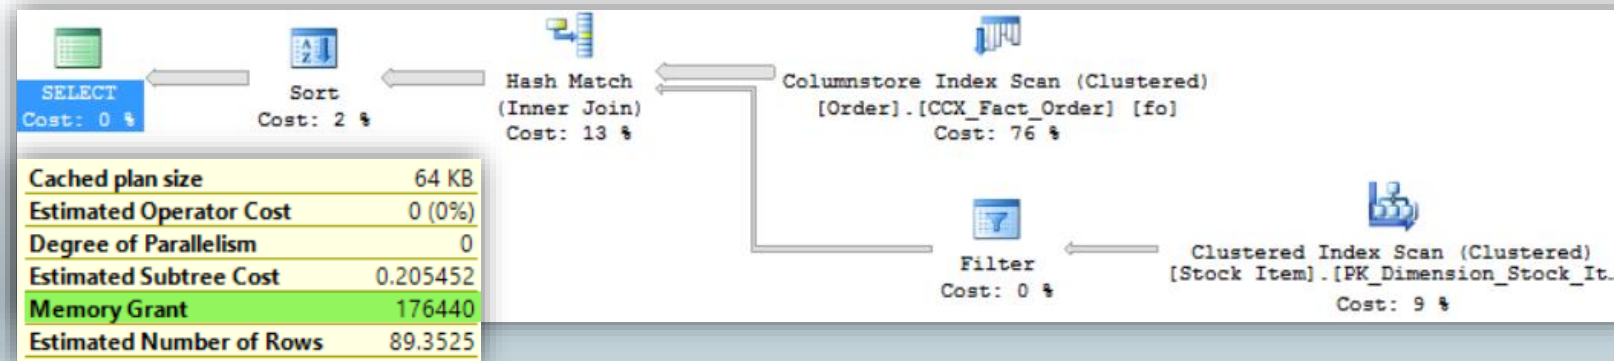 SELECT
Cost: 0 %
Sort
Cost: 2 %
Hash Match
(Inner Join)
Cost: 13 %
Columnstore Index Scan (Clustered)
[Order].[CCX_Fact_Order] [fo]
Cost: 76 %
Filter
Cost: 0 %
Clustered Index Scan (Clustered)
[Stock Item].[PK_Dimension_Stock_It…
Cost: 9 %
Cached plan size 64 KB
Estimated Operator Cost 0 (0%)
Degree of Parallelism 0
Estimated Subtree Cost 0.205452
Memory Grant 176440
Estimated Number of Rows 89.3525